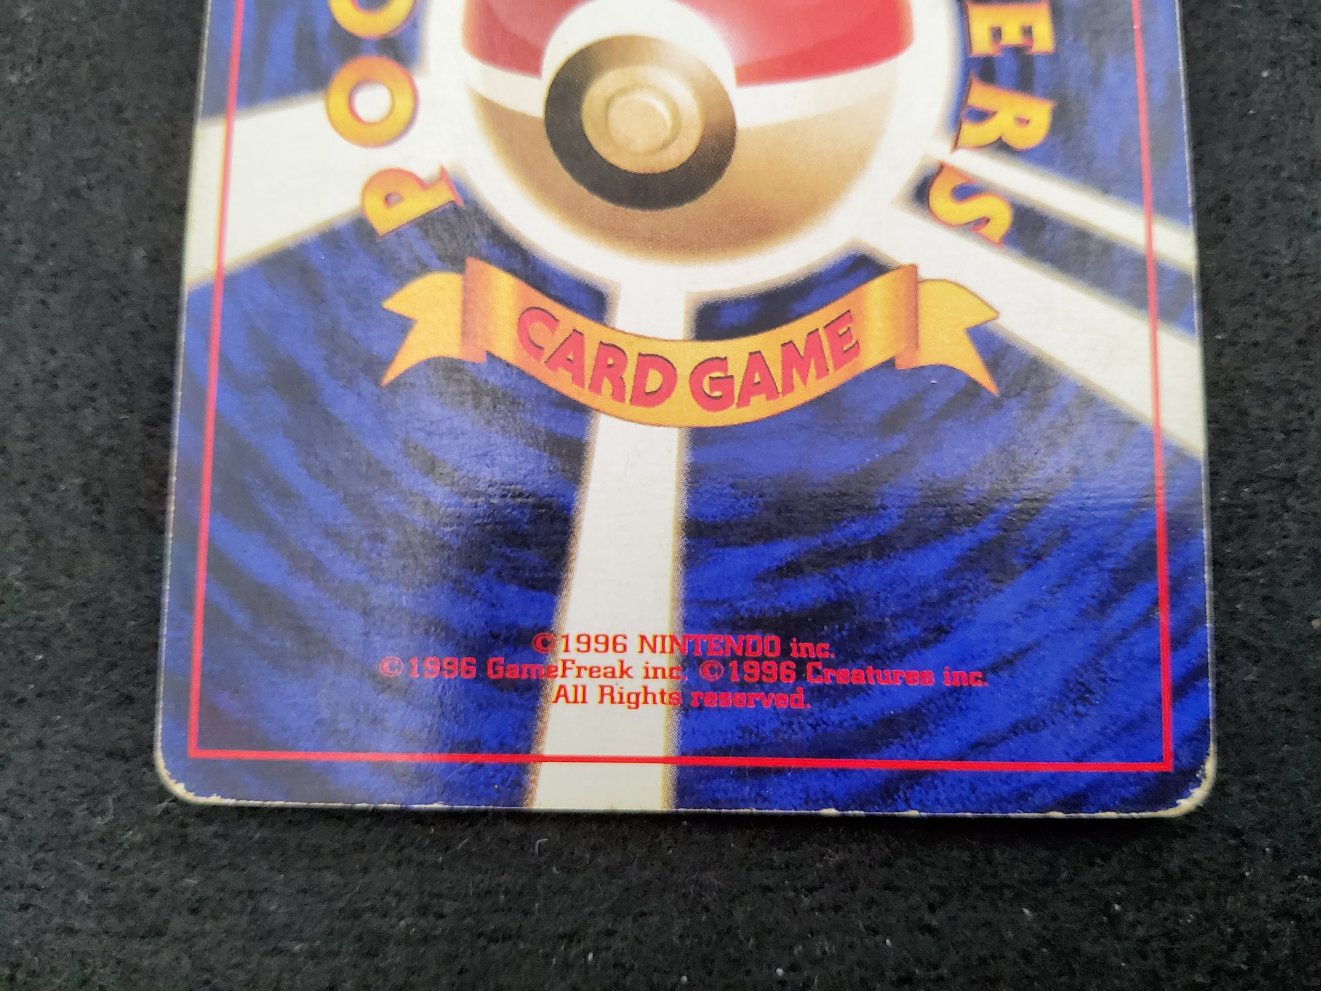 POC
ERS
CARD GAME
©1996 NINTENDO inc.
©1996 GameFreak inc. ©1996 Creatures inc.
All Rights reserved.